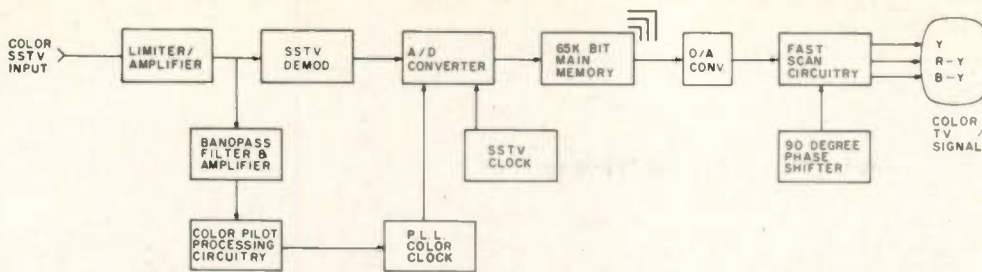 COLOR
SSTV
INPUT
LIMITER/
AMPLIFIER
SSTV
DEMOD
A/D
CONVERTER
65K BIT
MAIN
MEMORY
O/A
CONV
FAST
SCAN
CIRCUITRY
Y
R-Y
B-Y
COLOR
TV /
SIGNAL
BANOPASS
FILTER &
AMPLIFIER
SSTV
CLOCK
90 DEGREE
PHASE
SHIFTER
COLOR PILOT
PROCESSING
CIRCUITRY
P.L.L.
COLOR
CLOCK